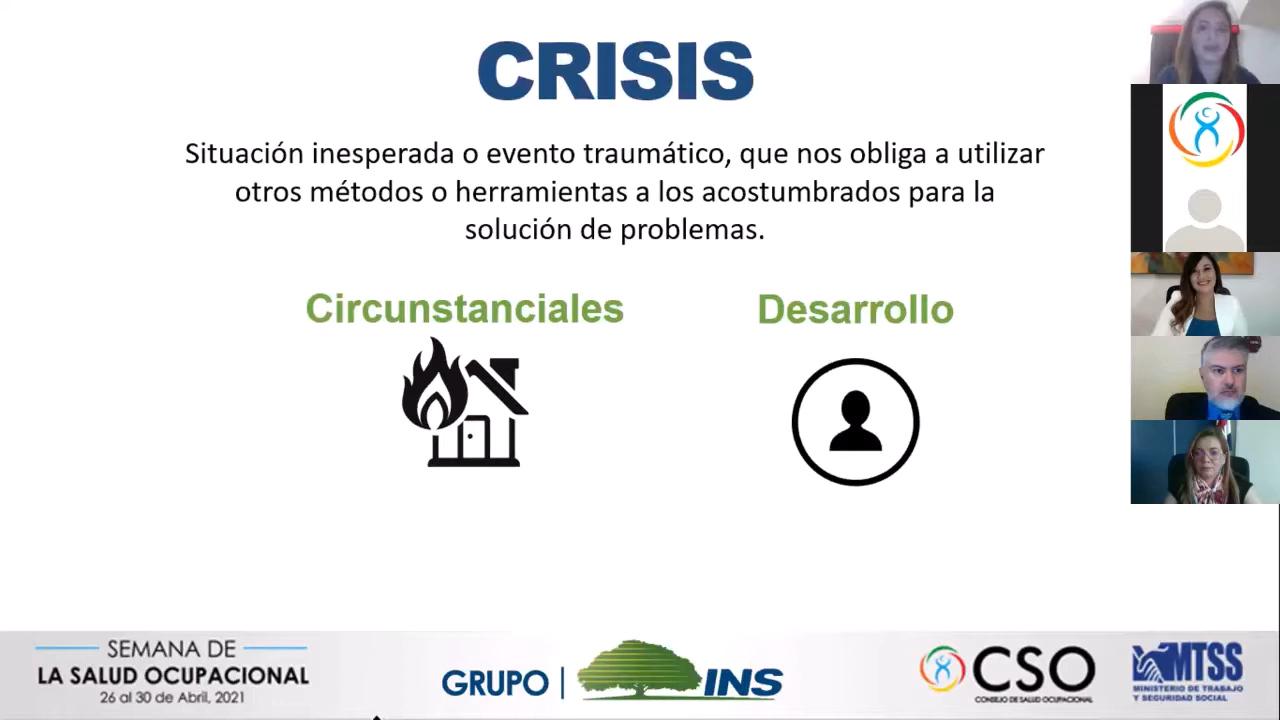 CRISIS
Situación inesperada o evento traumático, que nos obliga a utilizar
otros métodos o herramientas a los acostumbrados para la
solución de problemas.
Circunstanciales
Desarrollo
SEMANA DE
LA SALUD OCUPACIONAL
26 al 30 de Abril, 2021
GRUPO | INS
CSO
CONSEJO DE SALUD OCUPACIONAL
MTSS
MINISTERIO DE TRABAJO
Y SEGURIDAD SOCIAL